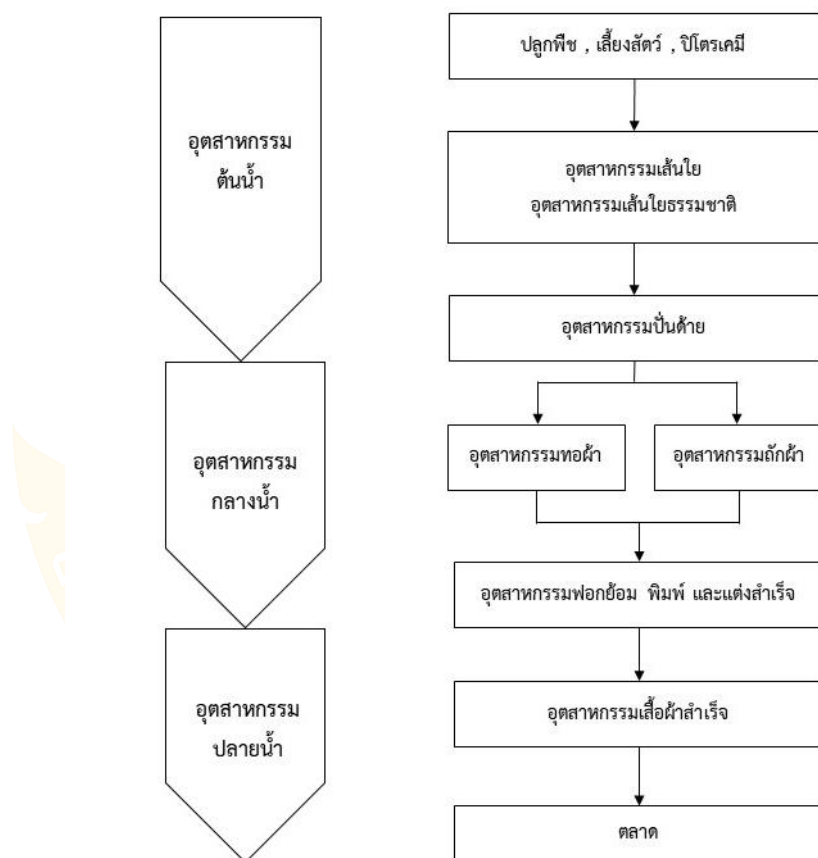 อุตสาหกรรม
ต้นน้ำ
อุตสาหกรรม
กลางน้ำ
อุตสาหกรรม
ปลายน้ำ
ปลูกพืช , เลี้ยงสัตว์ , ปิโตรเคมี
อุตสาหกรรมเส้นใย
อุตสาหกรรมเส้นใยธรรมชาติ
อุตสาหกรรมปั่นด้าย
อุตสาหกรรมทอผ้า
อุตสาหกรรมถักผ้า
อุตสาหกรรมฟอกย้อม พิมพ์ และแต่งสำเร็จ
อุตสาหกรรมเสื้อผ้าสำเร็จ
ตลาด